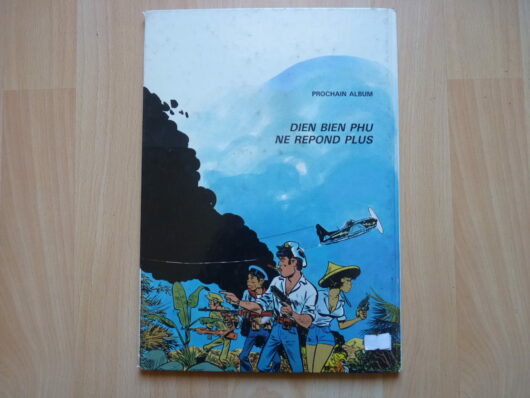 PROCHAIN ALBUM
DIEN BIEN PHU
NE REPOND PLUS